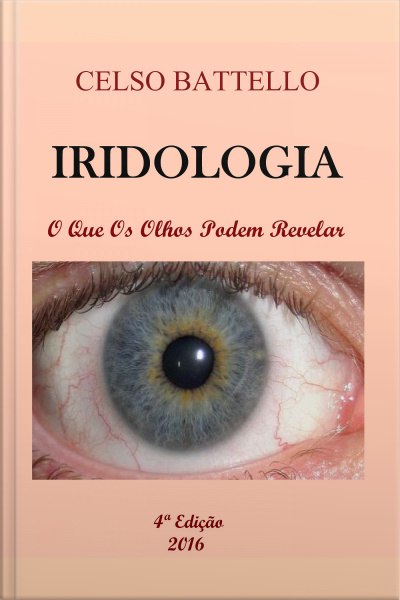 CELSO BATTELLO
IRIDOLOGIA
O Que Os Olhos Podem Revelar
4ª Edição
2016